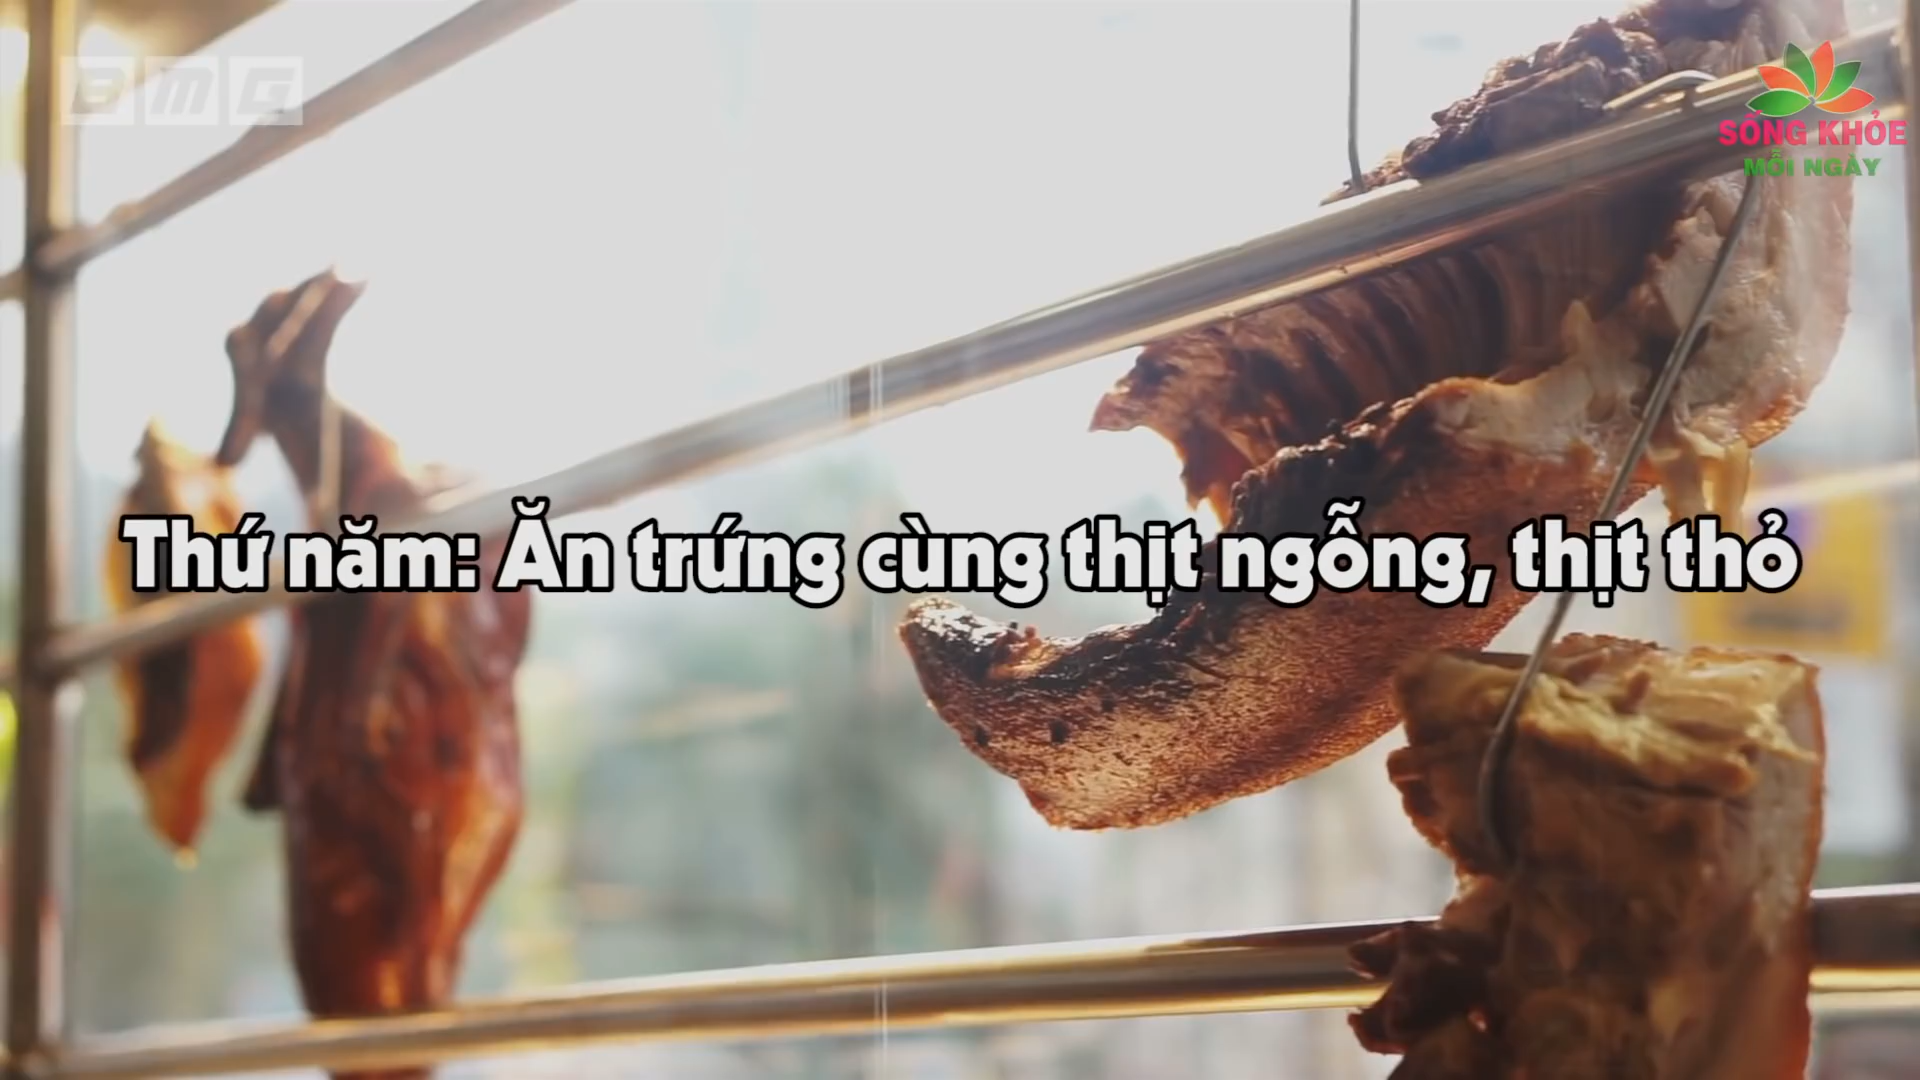 BMG
SỐNG KHỎE
MỖI NGÀY
Thứ năm: Ăn trứng cùng thịt ngỗng, thịt thỏ